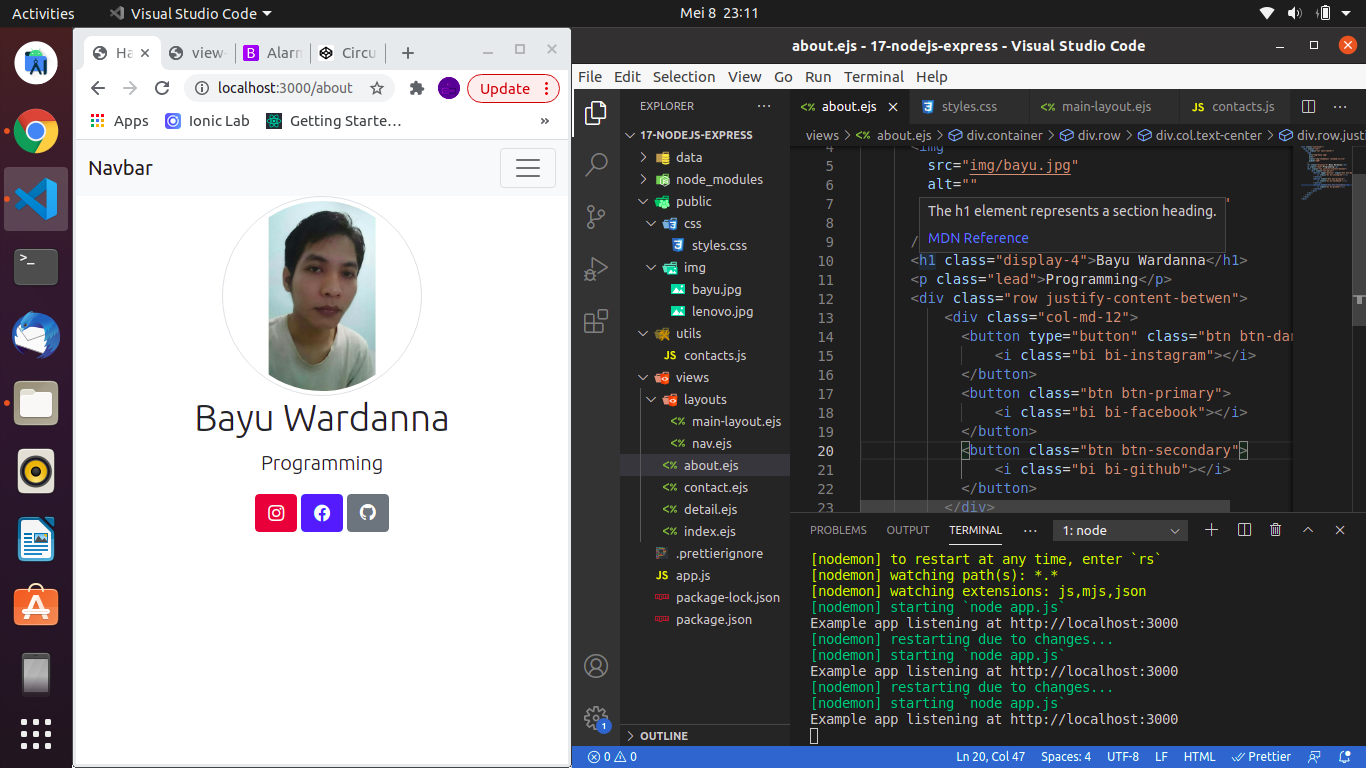 Activities
Visual Studio Code
Mei 8 23:11
Ha
view-
Alarn
Circu
localhost:3000/about
Update
Apps
Ionic Lab
Getting Starte…
»
Navbar
Bayu Wardanna
Programming
about.ejs - 17-nodejs-express - Visual Studio Code
File Edit Selection View Go Run Terminal Help
EXPLORER
17-NODEJS-EXPRESS
data
node_modules
public
css
styles.css
img
bayu.jpg
lenovo.jpg
utils
contacts.js
views
layouts
main-layout.ejs
nav.ejs
about.ejs
contact.ejs
detail.ejs
index.ejs
.prettierignore
app.js
package-lock.json
package.json
OUTLINE
1
about.ejs
styles.css
main-layout.ejs
contacts.js
views > about.ejs > div.container > div.row > div.col.text-center > div.row.just
4 <img
5 src="img/bayu.jpg"
6 alt=""
7
8
The h1 element represents a section heading.
MDN Reference
9 /
10 <h1 class="display-4">Bayu Wardanna</h1>
11 <p class="lead">Programming</p>
12 <div class="row justify-content-betwen">
13 <div class="col-md-12">
14 <button type="button" class="btn btn-dan
15 <i class="bi bi-instagram"></i>
16 </button>
17 <button class="btn btn-primary">
18 <i class="bi bi-facebook"></i>
19 </button>
20 <button class="btn btn-secondary">
21 <i class="bi bi-github"></i>
22 </button>
23 </div>
PROBLEMS OUTPUT TERMINAL ··· 1: node
[nodemon] to restart at any time, enter `rs`
[nodemon] watching path(s): *.*
[nodemon] watching extensions: js,mjs,json
[nodemon] starting `node app.js`
Example app listening at http://localhost:3000
[nodemon] restarting due to changes...
[nodemon] starting `node app.js`
Example app listening at http://localhost:3000
[nodemon] restarting due to changes...
[nodemon] starting `node app.js`
Example app listening at http://localhost:3000
0 0
Ln 20, Col 47 Spaces: 4 UTF-8 LF HTML Prettier